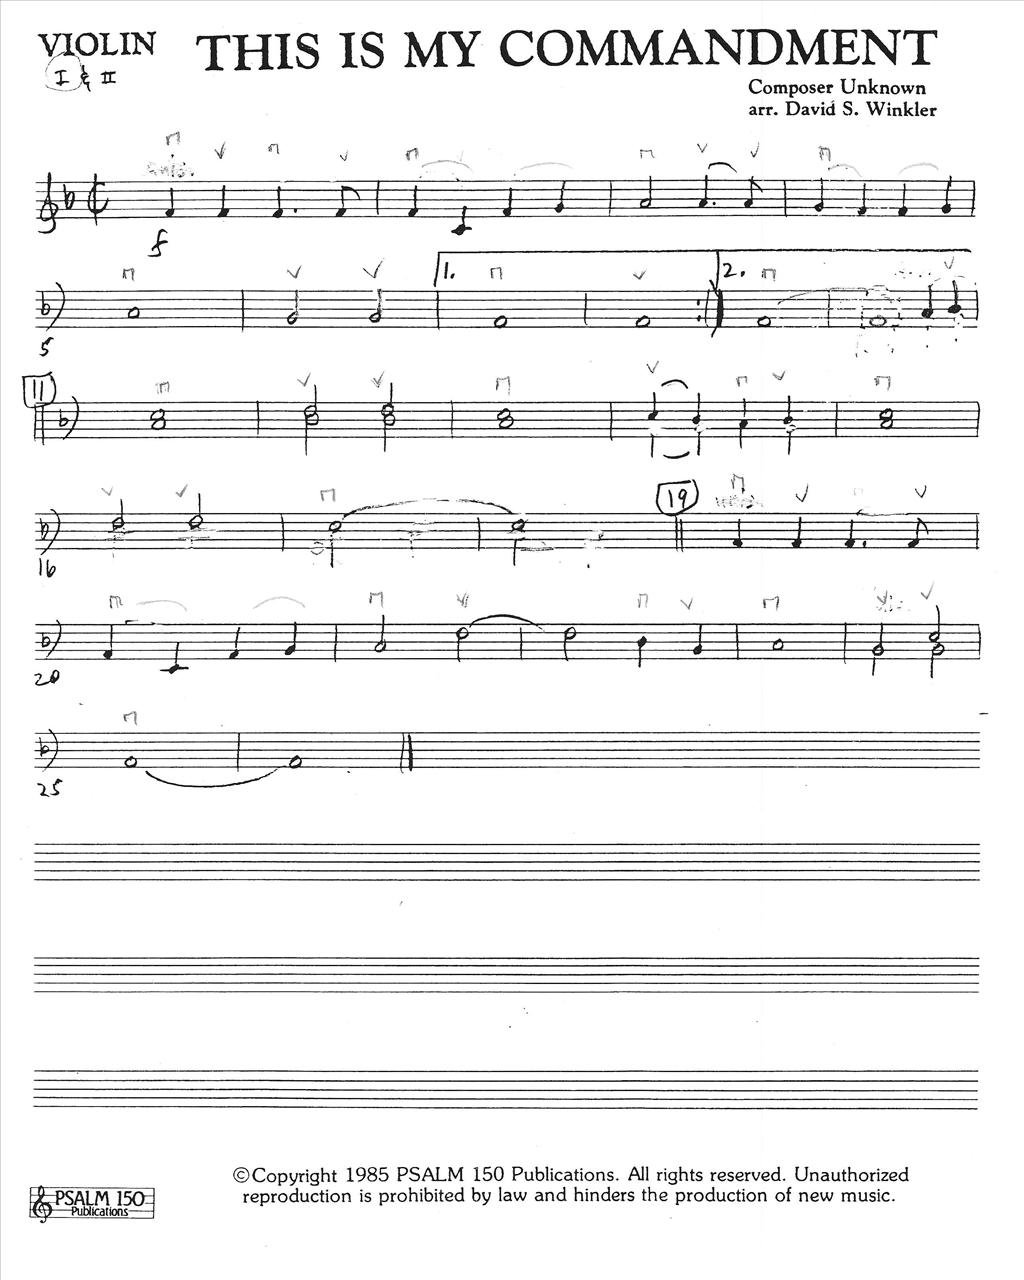 VIOLIN
I & II
THIS IS MY COMMANDMENT
Composer Unknown
arr. David S. Winkler
f
1.
2.
5
11
16
19
20
25
©Copyright 1985 PSALM 150 Publications. All rights reserved. Unauthorized
reproduction is prohibited by law and hinders the production of new music.
PSALM 150
Publications